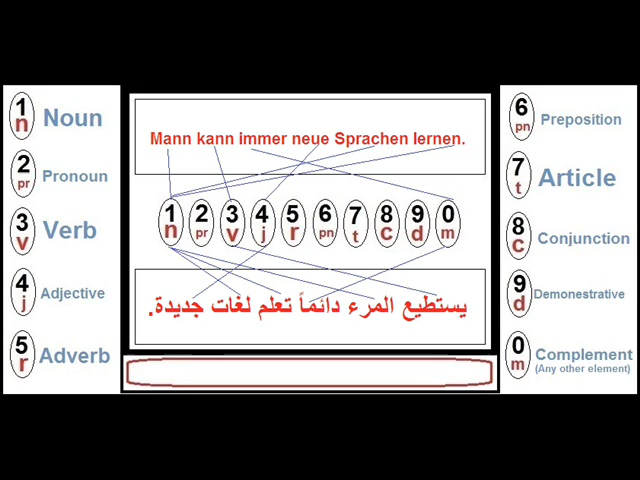 1
n
Noun
2
pr
Pronoun
3
v
Verb
4
j
Adjective
5
r
Adverb
Mann kann immer neue Sprachen lernen.
1 2 3 4 5 6 7 8 9 0
n pr v j r pn t c d m
يستطيع المرء دائماً تعلم لغات جديدة.
6
pn
Preposition
7
t
Article
8
c
Conjunction
9
d
Demonestrative
0
m
Complement
(Any other element)